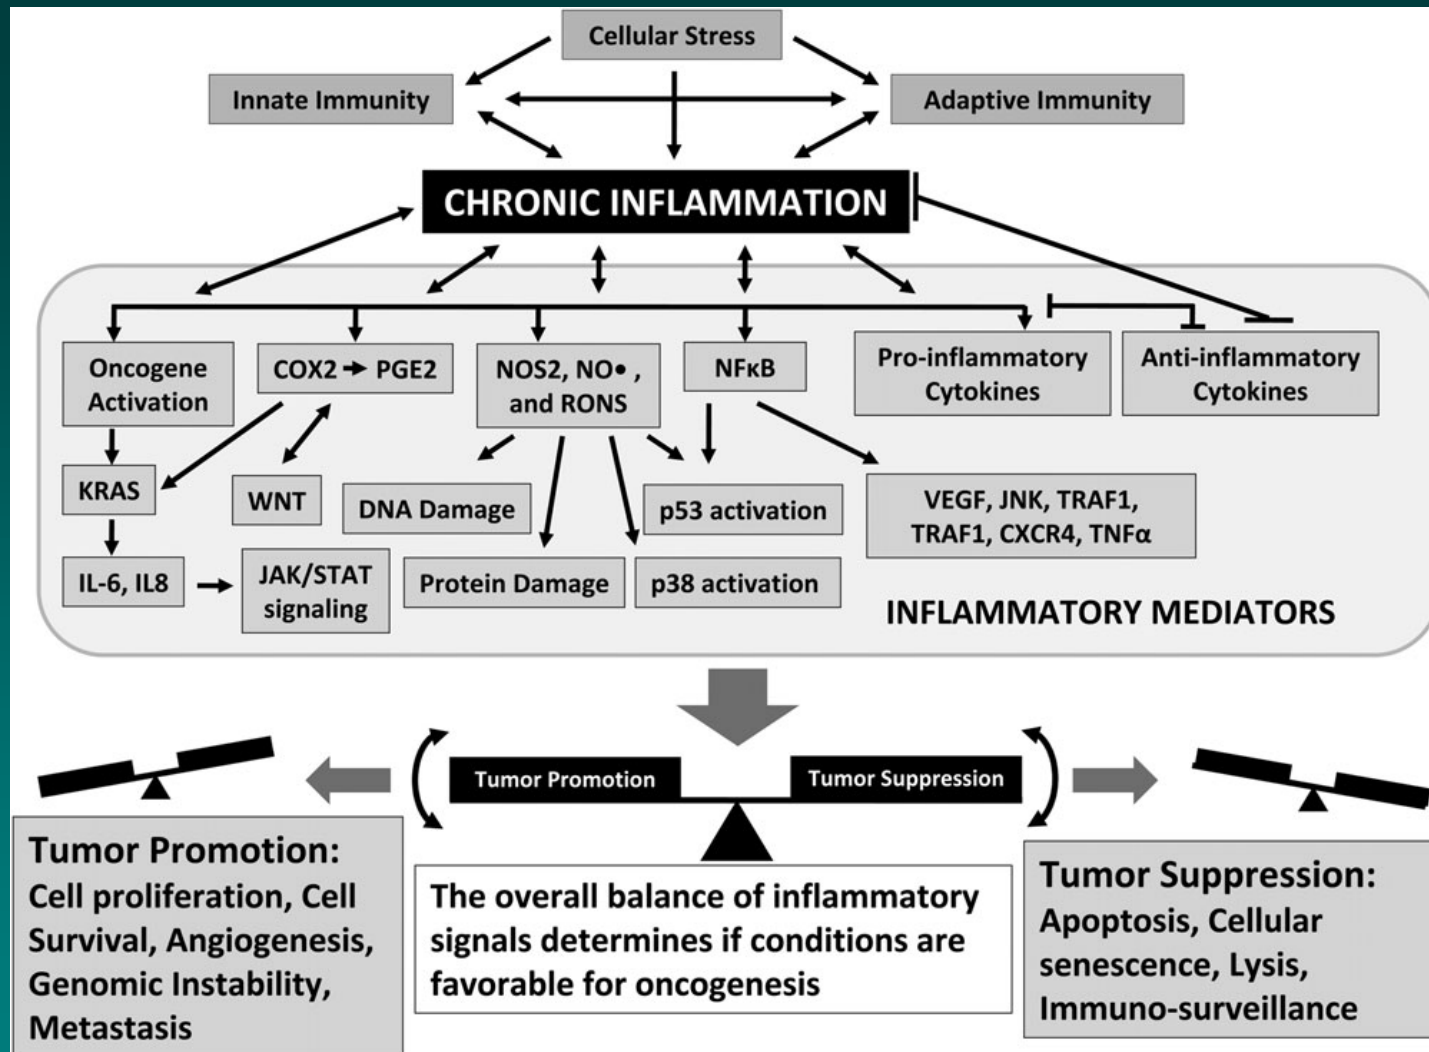 Cellular Stress
Innate Immunity
Adaptive Immunity
CHRONIC INFLAMMATION
Oncogene
Activation
COX2 → PGE2
NOS2, NO• ,
and RONS
NFκB
Pro-inflammatory
Cytokines
Anti-inflammatory
Cytokines
KRAS
WNT
DNA Damage
p53 activation
VEGF, JNK, TRAF1,
TRAF1, CXCR4, TNFα
IL-6, IL8
JAK/STAT
signaling
Protein Damage
p38 activation
INFLAMMATORY MEDIATORS
Tumor Promotion
Tumor Suppression
Tumor Promotion:
Cell proliferation, Cell
Survival, Angiogenesis,
Genomic Instability,
Metastasis
The overall balance of inflammatory
signals determines if conditions are
favorable for oncogenesis
Tumor Suppression:
Apoptosis, Cellular
senescence, Lysis,
Immuno-surveillance